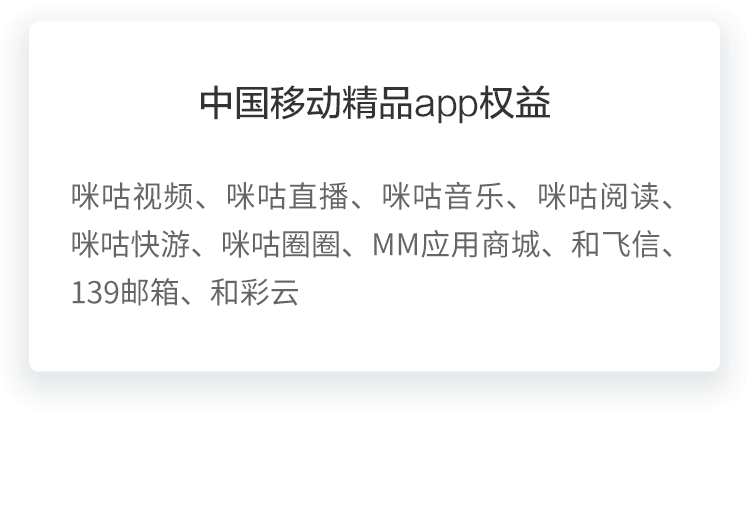 中国移动精品app权益
咪咕视频、咪咕直播、咪咕音乐、咪咕阅读、
咪咕快游、咪咕圈圈、MM应用商城、和飞信、
139邮箱、和彩云